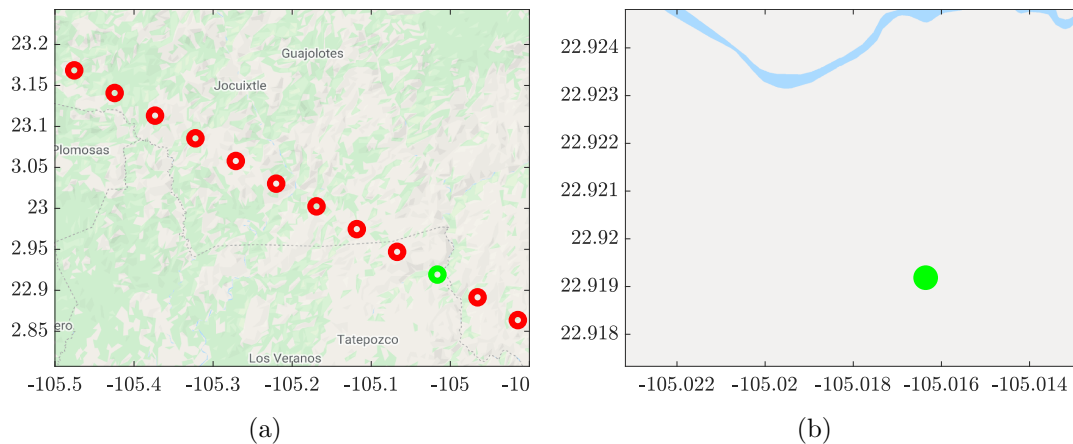 23.2
3.15
23.1
3.05
23
2.95
22.9
2.85
Guajolotes
Jocuixtle
Plomosas
ero
Tatepozco
Los Veranos
-105.5 -105.4 -105.3 -105.2 -105.1 -105 -10
(a)
22.924
22.923
22.922
22.921
22.92
22.919
22.918
-105.022 -105.02 -105.018 -105.016 -105.014
(b)